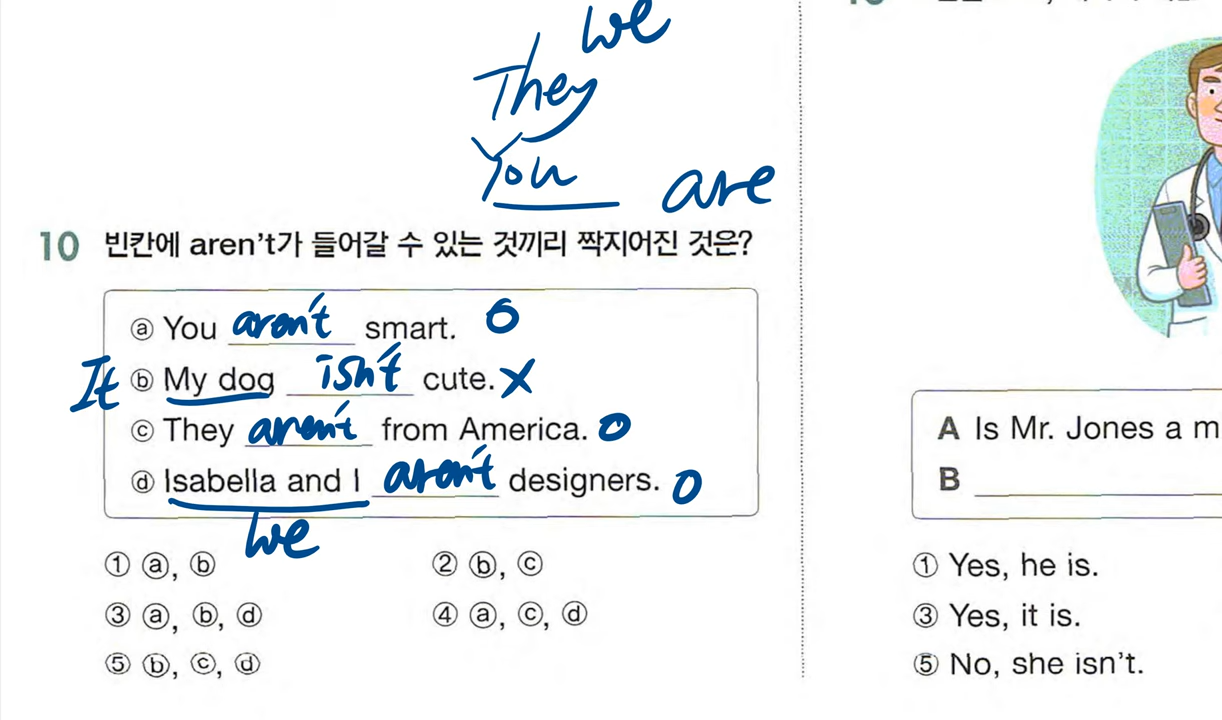 we
They
You are
10 빈칸에 aren't가 들어갈 수 있는 것끼리 짝지어진 것은?
ⓐ You aren't smart. O
It ⓑ My dog isn't cute. X
ⓒ They aren't from America. O
ⓓ Isabella and I aren't designers. O
we
① ⓐ, ⓑ ② ⓑ, ⓒ
③ ⓐ, ⓑ, ⓓ ④ ⓐ, ⓒ, ⓓ
⑤ ⓑ, ⓒ, ⓓ
A Is Mr. Jones a m
B
① Yes, he is.
③ Yes, it is.
⑤ No, she isn't.